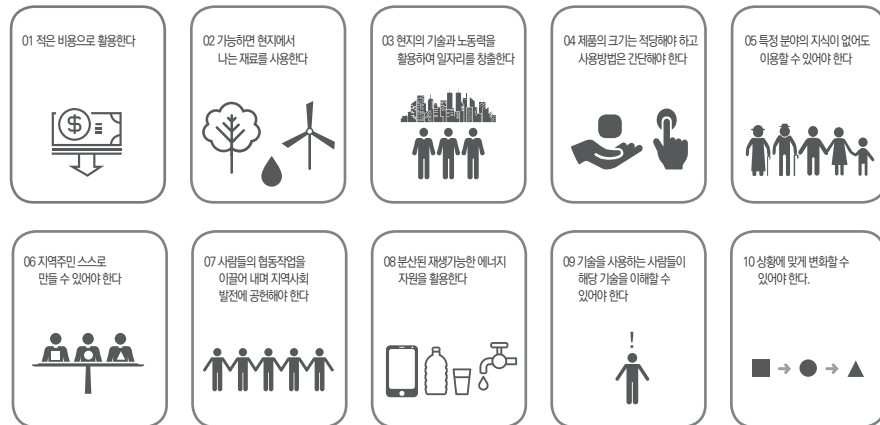 01 적은 비용으로 활용한다
02 가능하면 현지에서
나는 재료를 사용한다
03 현지의 기술과 노동력을
활용하여 일자리를 창출한다
04 제품의 크기는 적당해야 하고
사용방법은 간단해야 한다
05 특정 분야의 지식이 없어도
이용할 수 있어야 한다
06 지역주민 스스로
만들 수 있어야 한다
07 사람들의 협동작업을
이끌어 내며 지역사회
발전에 공헌해야 한다
08 분산된 재생가능한 에너지
자원을 활용한다
09 기술을 사용하는 사람들이
해당 기술을 이해할 수
있어야 한다
10 상황에 맞게 변화할 수
있어야 한다.
$
!